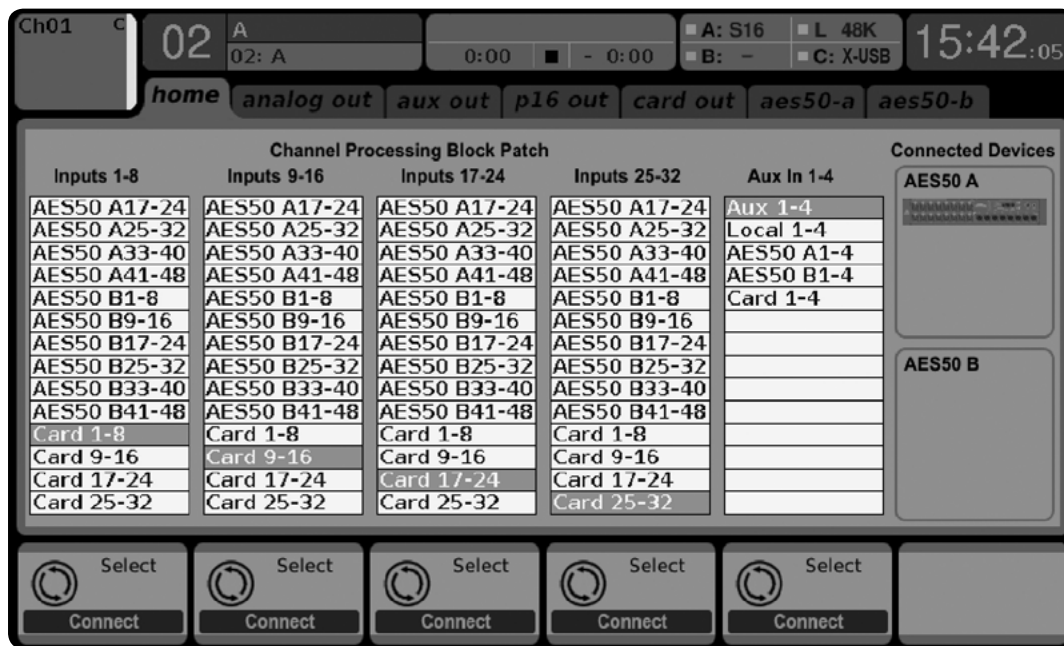 Ch01 C
02 A
02: A
0:00 - 0:00
A: S16 L 48K
B: - C: X-USB
15:42:05
home analog out aux out p16 out card out aes50-a aes50-b
Channel Processing Block Patch Connected Devices
Inputs 1-8 Inputs 9-16 Inputs 17-24 Inputs 25-32 Aux In 1-4 AES50 A
AES50 A17-24 AES50 A17-24 AES50 A17-24 AES50 A17-24 Aux 1-4
AES50 A25-32 AES50 A25-32 AES50 A25-32 AES50 A25-32 Local 1-4
AES50 A33-40 AES50 A33-40 AES50 A33-40 AES50 A33-40 AES50 A1-4
AES50 A41-48 AES50 A41-48 AES50 A41-48 AES50 A41-48 AES50 B1-4
AES50 B1-8 AES50 B1-8 AES50 B1-8 AES50 B1-8 Card 1-4
AES50 B9-16 AES50 B9-16 AES50 B9-16 AES50 B9-16
AES50 B17-24 AES50 B17-24 AES50 B17-24 AES50 B17-24
AES50 B25-32 AES50 B25-32 AES50 B25-32 AES50 B25-32 AES50 B
AES50 B33-40 AES50 B33-40 AES50 B33-40 AES50 B33-40
AES50 B41-48 AES50 B41-48 AES50 B41-48 AES50 B41-48
Card 1-8 Card 1-8 Card 1-8 Card 1-8
Card 9-16 Card 9-16 Card 9-16 Card 9-16
Card 17-24 Card 17-24 Card 17-24 Card 17-24
Card 25-32 Card 25-32 Card 25-32 Card 25-32
Select Select Select Select Select
Connect Connect Connect Connect Connect